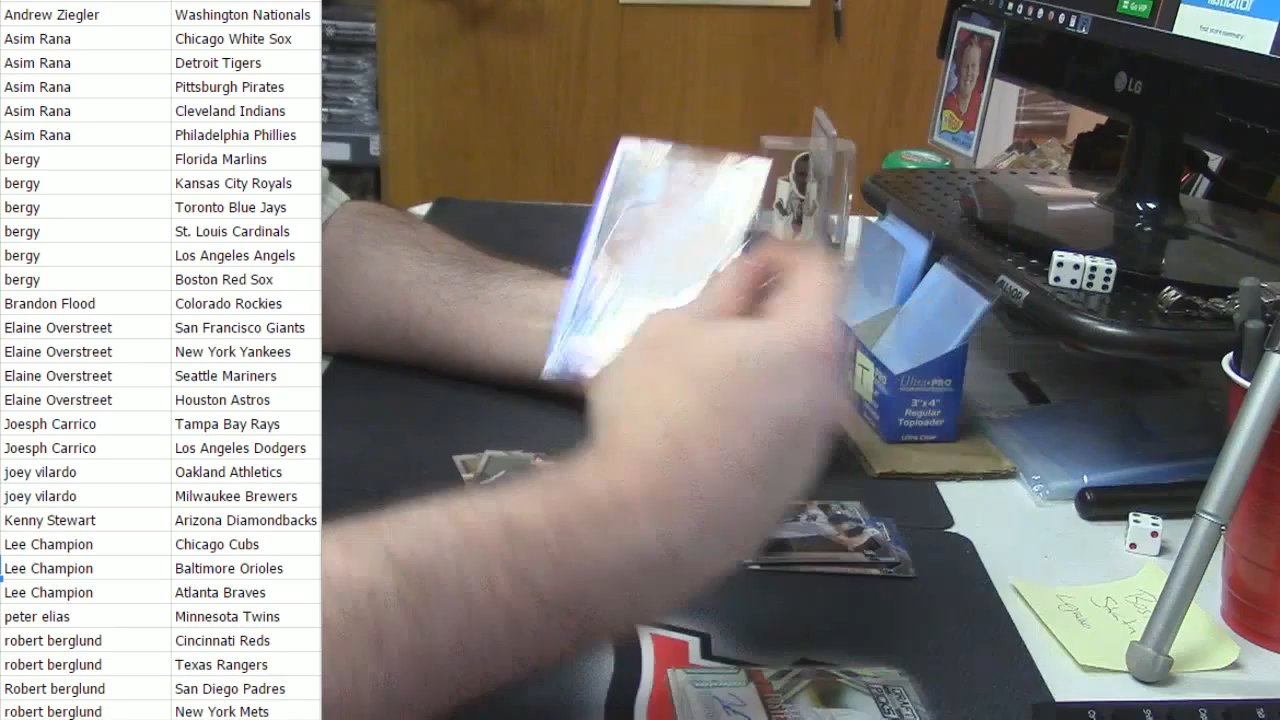 Andrew Ziegler Washington Nationals
Asim Rana Chicago White Sox
Asim Rana Detroit Tigers
Asim Rana Pittsburgh Pirates
Asim Rana Cleveland Indians
Asim Rana Philadelphia Phillies
bergy Florida Marlins
bergy Kansas City Royals
bergy Toronto Blue Jays
bergy St. Louis Cardinals
bergy Los Angeles Angels
bergy Boston Red Sox
Brandon Flood Colorado Rockies
Elaine Overstreet San Francisco Giants
Elaine Overstreet New York Yankees
Elaine Overstreet Seattle Mariners
Elaine Overstreet Houston Astros
Joesph Carrico Tampa Bay Rays
Joesph Carrico Los Angeles Dodgers
joey vilardo Oakland Athletics
joey vilardo Milwaukee Brewers
Kenny Stewart Arizona Diamondbacks
Lee Champion Chicago Cubs
Lee Champion Baltimore Orioles
Lee Champion Atlanta Braves
peter elias Minnesota Twins
robert berglund Cincinnati Reds
robert berglund Texas Rangers
Robert berglund San Diego Padres
rorert berglund New York Mets
Go VIP
LG
ALLSOP
Ultra PRO
3"x4"
Regular
Toploader
Ultra Clear